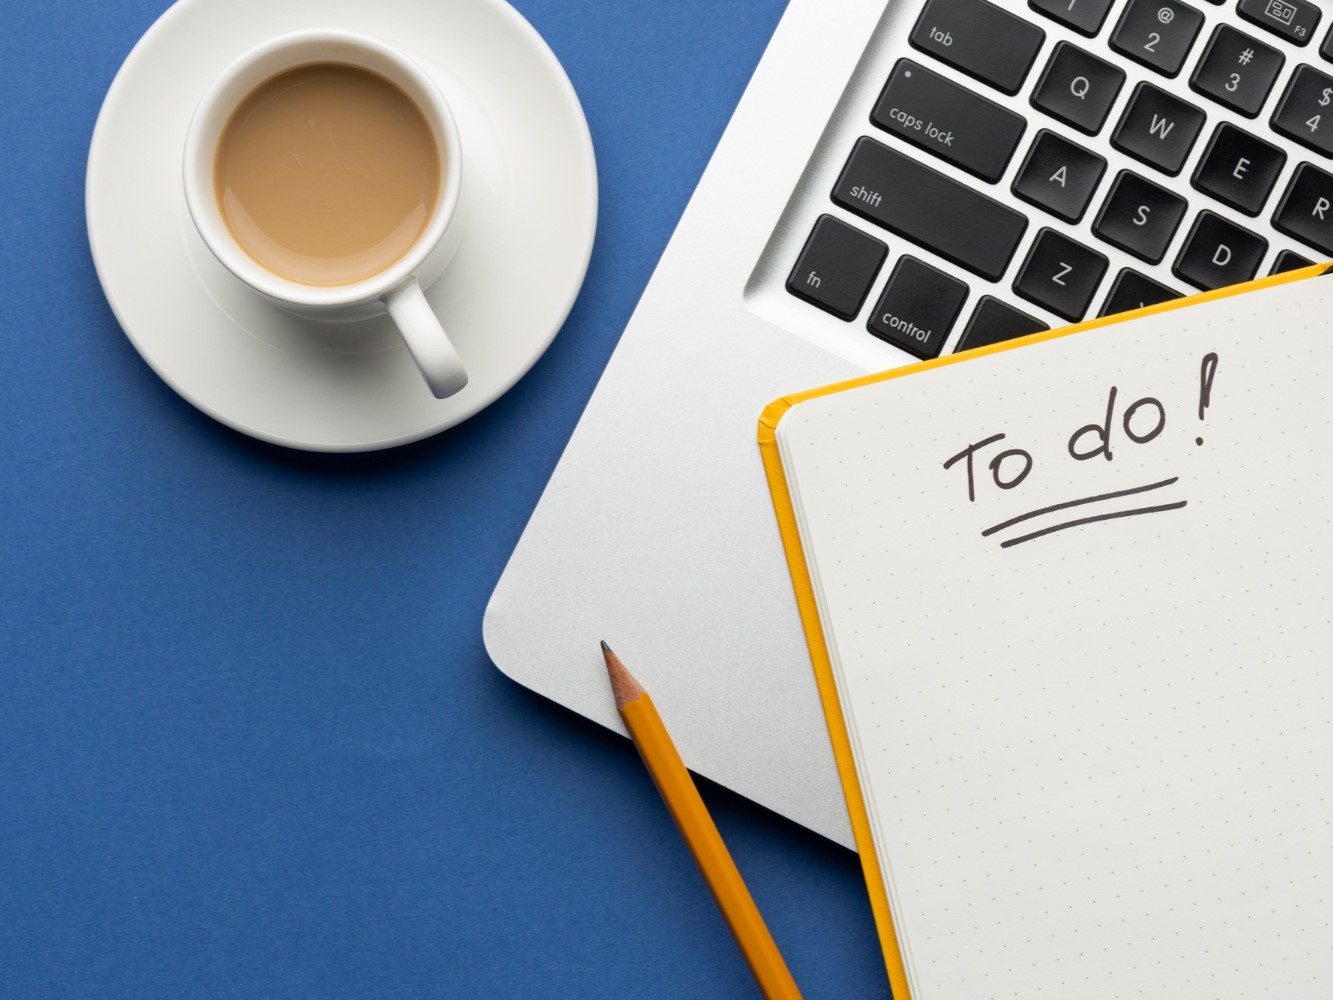 ! @ 2 # 3 $ 4 F3
tab Q W E R
caps lock A S D
shift Z
fn control
To do!